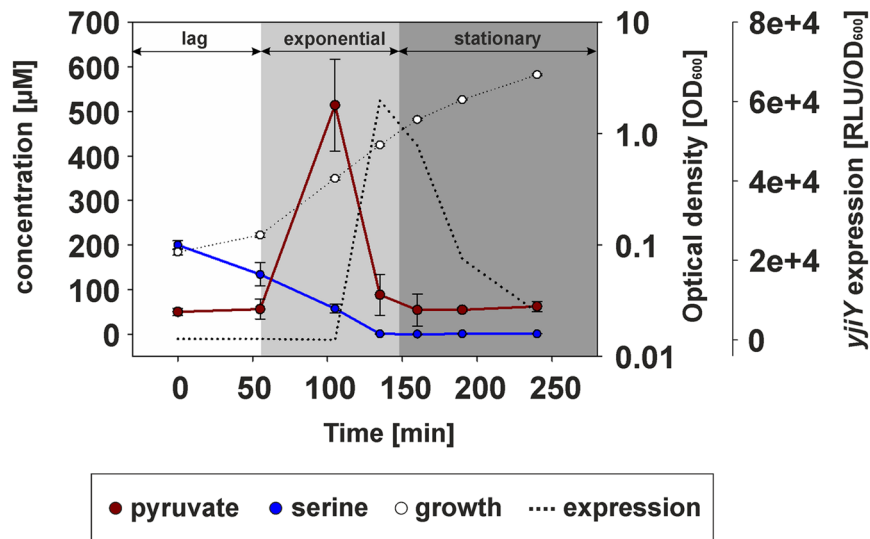 lag exponential stationary
700
600
500
400
300
200
100
0
concentration [µM]
10
1.0
0.1
0.01
Optical density [OD600]
8e+4
6e+4
4e+4
2e+4
0
yjiY expression [RLU/OD600]
0 50 100 150 200 250
Time [min]
pyruvate serine growth expression